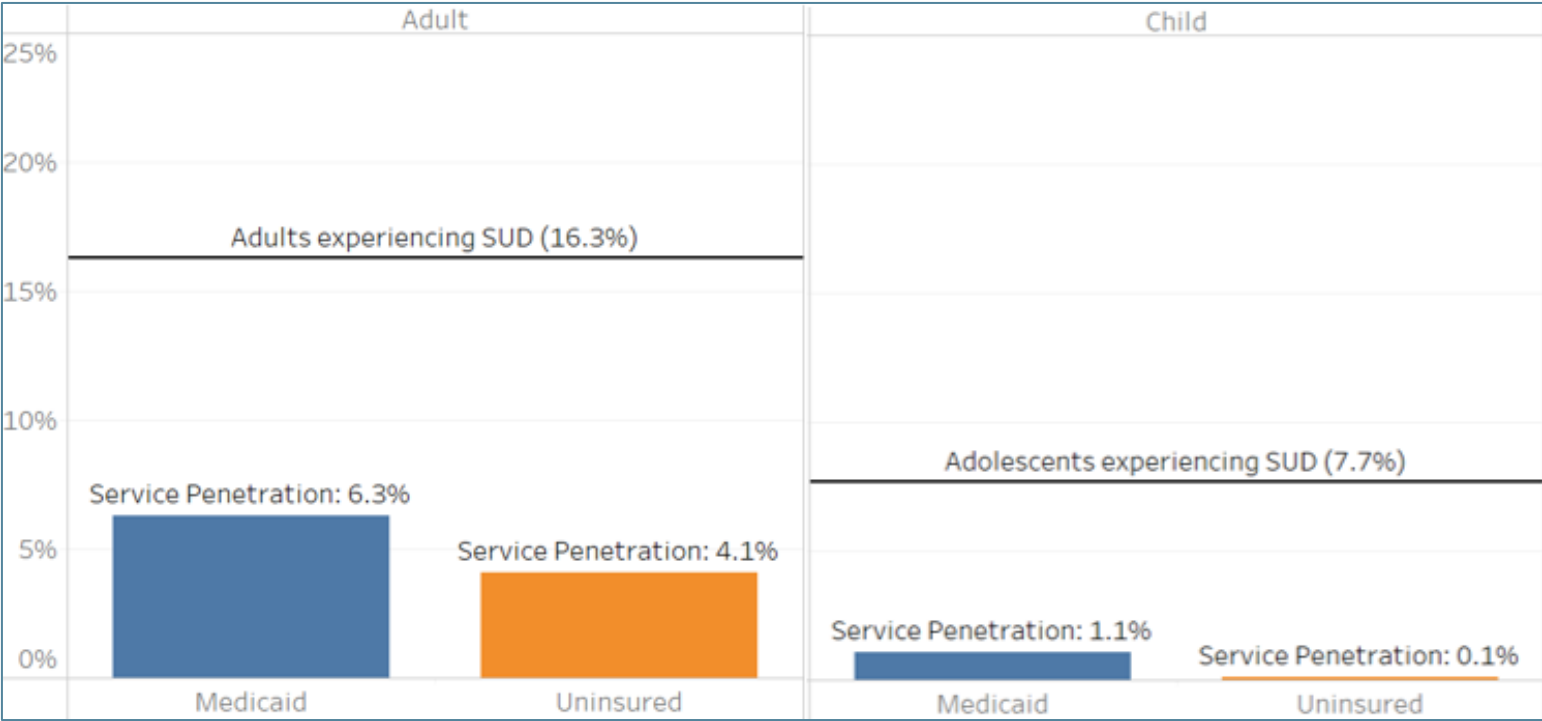 Adult
Child
25%
20%
15%
10%
5%
0%
Adults experiencing SUD (16.3%)
Service Penetration: 6.3%
Service Penetration: 4.1%
Medicaid
Uninsured
Adolescents experiencing SUD (7.7%)
Service Penetration: 1.1%
Service Penetration: 0.1%
Medicaid
Uninsured